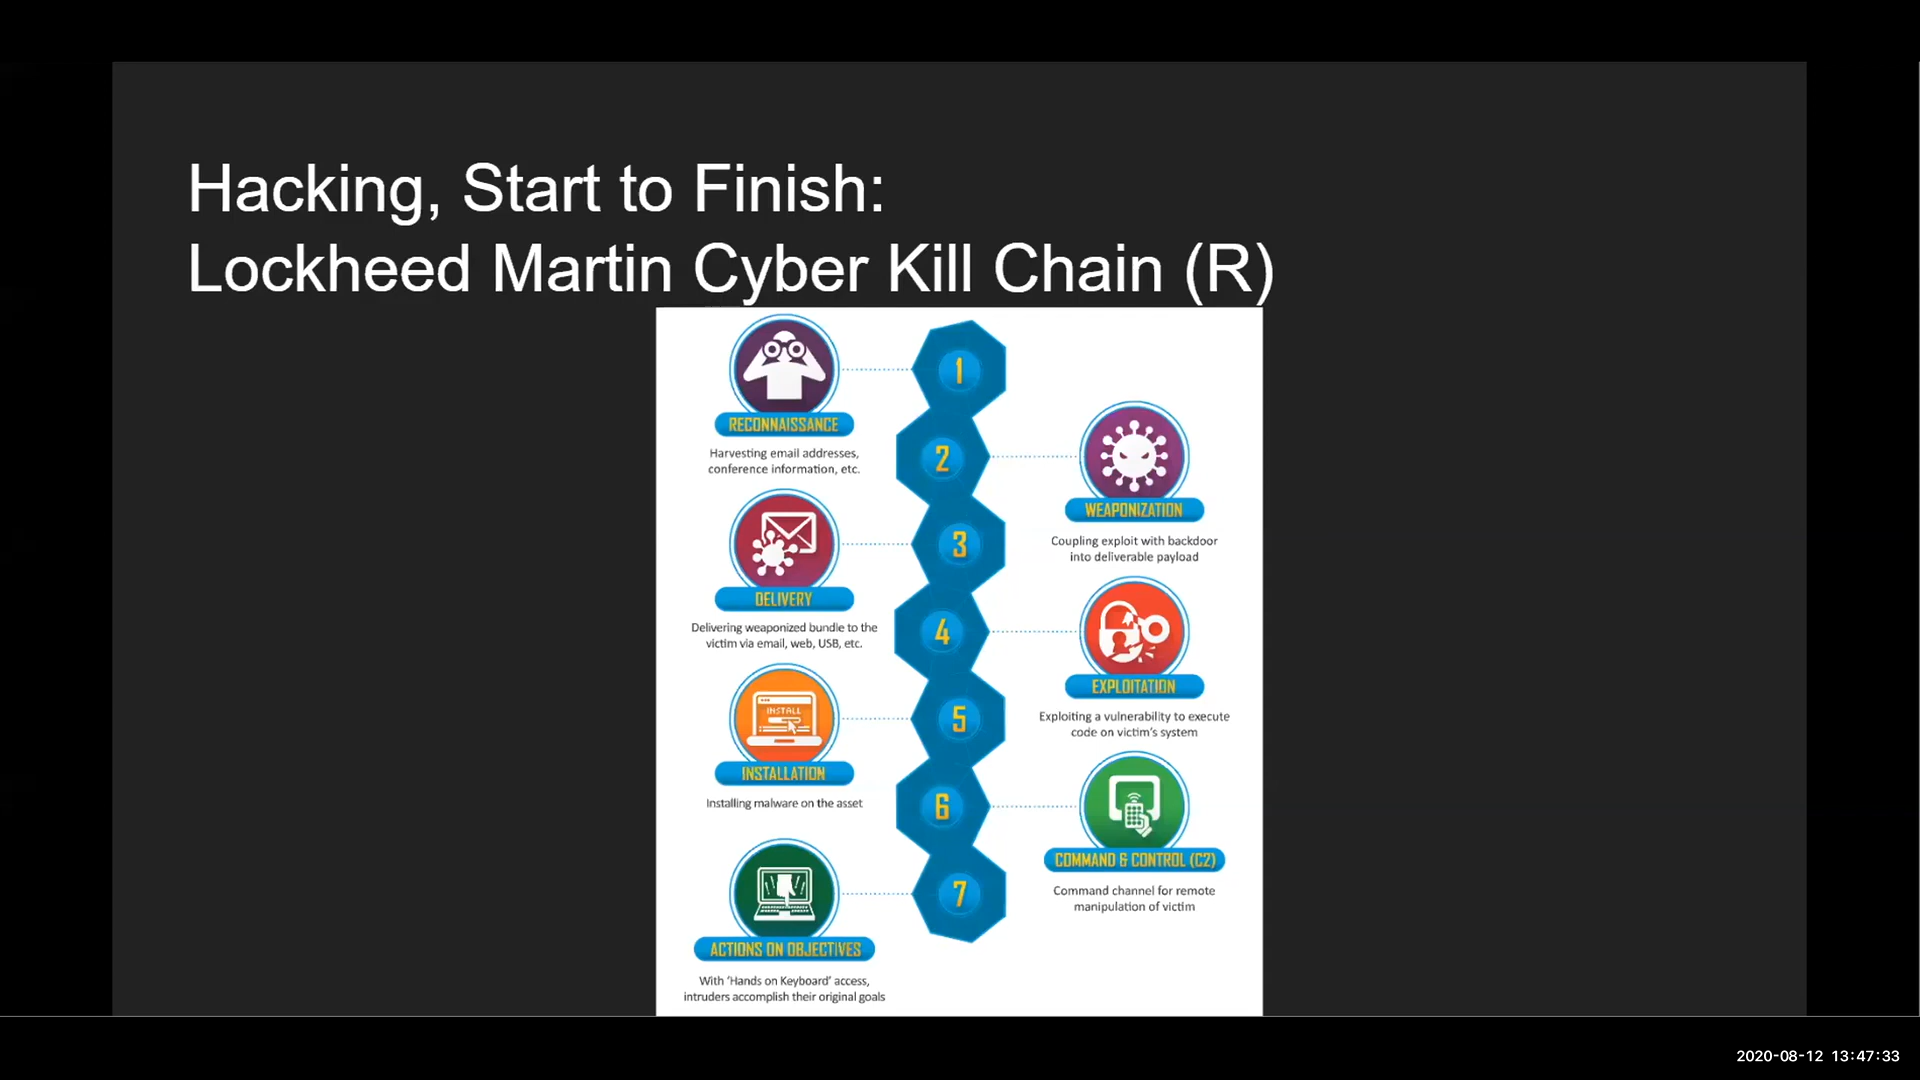 Hacking, Start to Finish:
Lockheed Martin Cyber Kill Chain (R)
1
RECONNAISSANCE
Harvesting email addresses,
conference information, etc.
2
WEAPONIZATION
Coupling exploit with backdoor
into deliverable payload
3
DELIVERY
Delivering weaponized bundle to the
victim via email, web, USB, etc.
4
EXPLOITATION
Exploiting a vulnerability to execute
code on victim's system
5
INSTALL
INSTALLATION
Installing malware on the asset
6
COMMAND & CONTROL (C2)
Command channel for remote
manipulation of victim
7
ACTIONS ON OBJECTIVES
With 'Hands on Keyboard' access,
intruders accomplish their original goals
2020-08-12 13:47:33